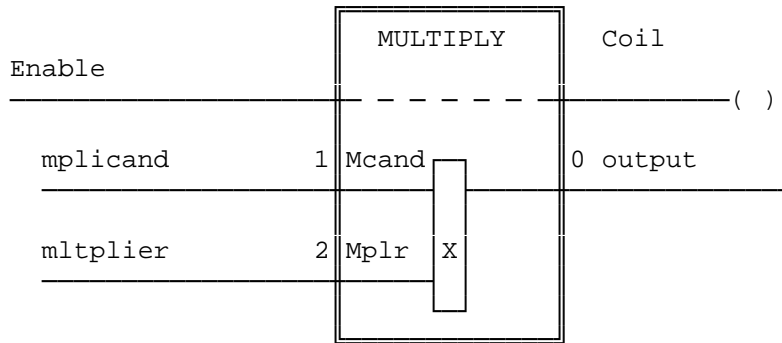 MULTIPLY Coil
Enable
( )
mplicand 1 Mcand 0 output
mltplier 2 Mplr X